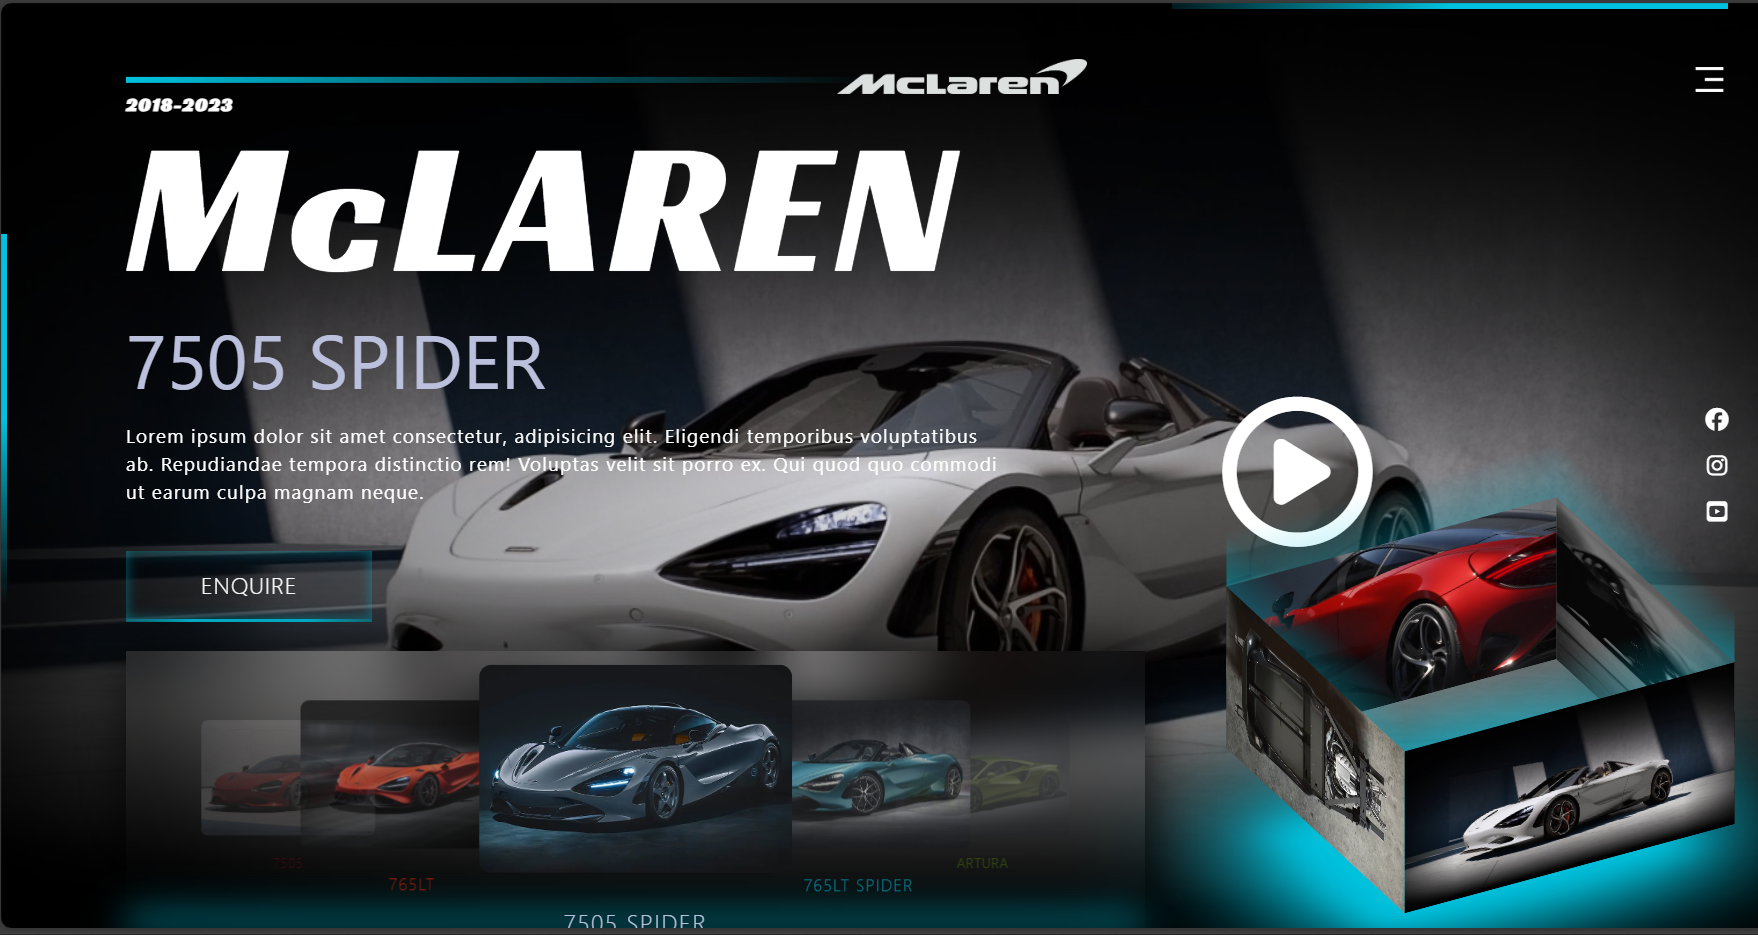 McLaren
2018-2023
McLAREN
7505 SPIDER
Lorem ipsum dolor sit amet consectetur, adipisicing elit. Eligendi temporibus voluptatibus
ab. Repudiandae tempora distinctio rem! Voluptas velit sit porro ex. Qui quod quo commodi
ut earum culpa magnam neque.
ENQUIRE
765LT
7505 SPIDER
765LT SPIDER
ARTURA